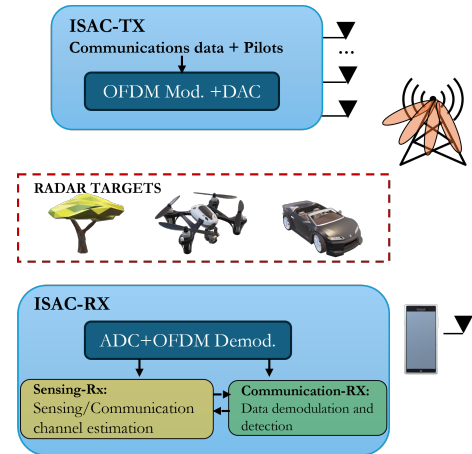 ISAC-TX
Communications data + Pilots
...
OFDM Mod. +DAC
RADAR TARGETS
ISAC-RX
ADC+OFDM Demod.
Sensing-Rx:
Sensing/Communication
channel estimation
Communication-RX:
Data demodulation and
detection